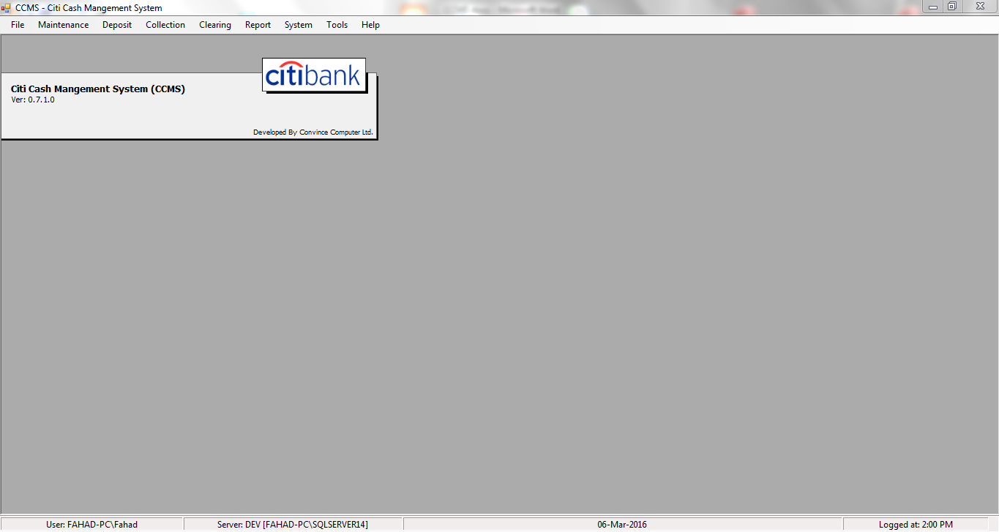 CCMS - Citi Cash Mangement System
File Maintenance Deposit Collection Clearing Report System Tools Help
citibank
Citi Cash Mangement System (CCMS)
Ver: 0.7.1.0
Developed By Convince Computer Ltd.
User: FAHAD-PC\Fahad Server: DEV [FAHAD-PC\SQLSERVER14] 06-Mar-2016 Logged at: 2:00 PM